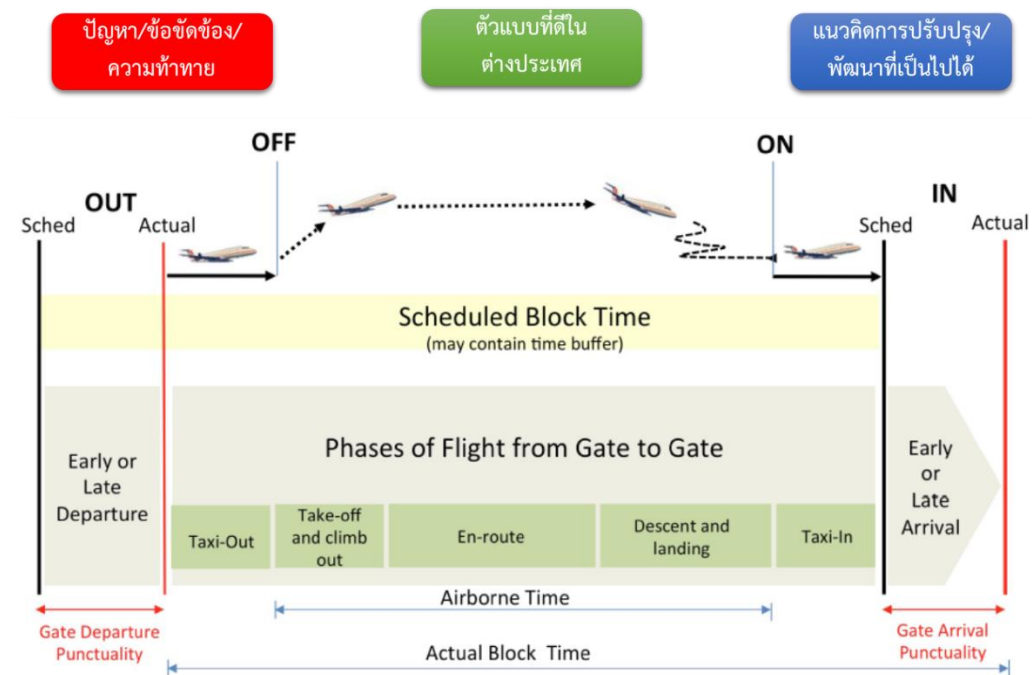 ปัญหา/ข้อขัดข้อง/
ความท้าทาย
ตัวแบบที่ดีใน
ต่างประเทศ
แนวคิดการปรับปรุง/
พัฒนาที่เป็นไปได้
OFF
ON
OUT
IN
Sched
Actual
Sched
Actual
Scheduled Block Time
(may contain time buffer)
Early or
Late
Departure
Phases of Flight from Gate to Gate
Early
or
Late
Arrival
Taxi-Out
Take-off
and climb
out
En-route
Descent and
landing
Taxi-In
Airborne Time
Gate Departure
Punctuality
Gate Arrival
Punctuality
Actual Block Time